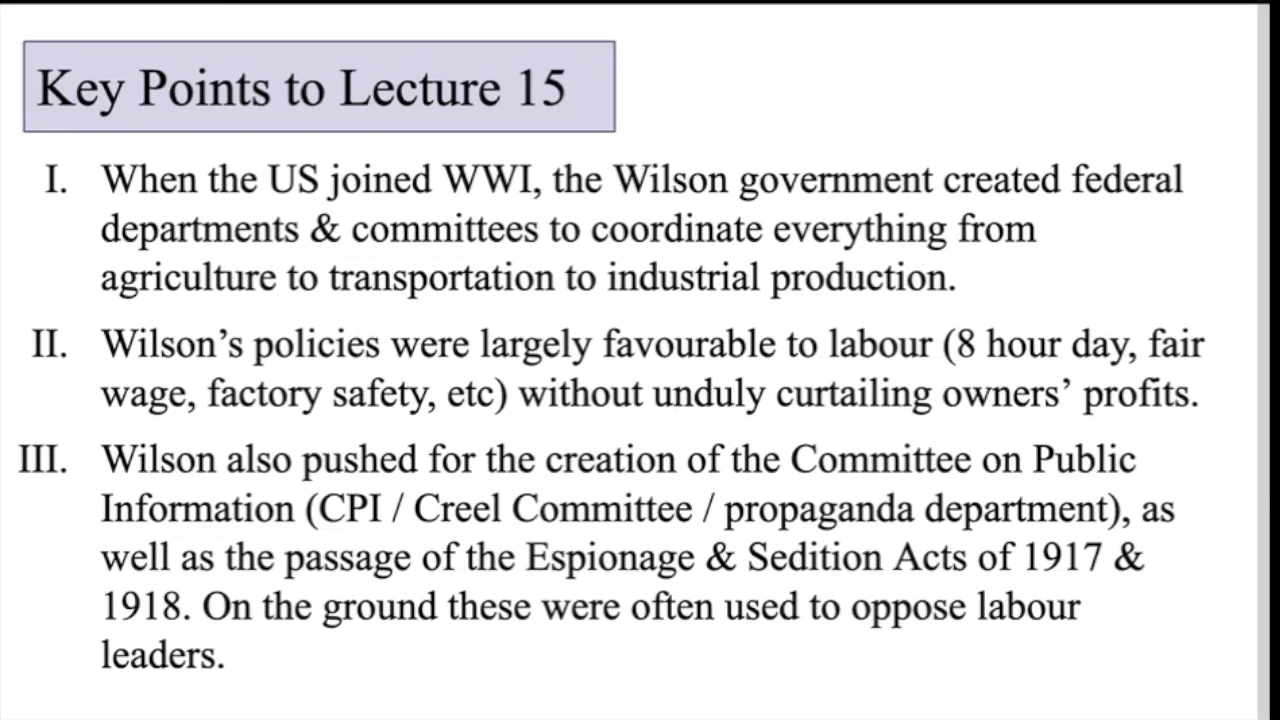 Key Points to Lecture 15
I. When the US joined WWI, the Wilson government created federal
departments & committees to coordinate everything from
agriculture to transportation to industrial production.
II. Wilson’s policies were largely favourable to labour (8 hour day, fair
wage, factory safety, etc) without unduly curtailing owners’ profits.
III. Wilson also pushed for the creation of the Committee on Public
Information (CPI / Creel Committee / propaganda department), as
well as the passage of the Espionage & Sedition Acts of 1917 &
1918. On the ground these were often used to oppose labour
leaders.